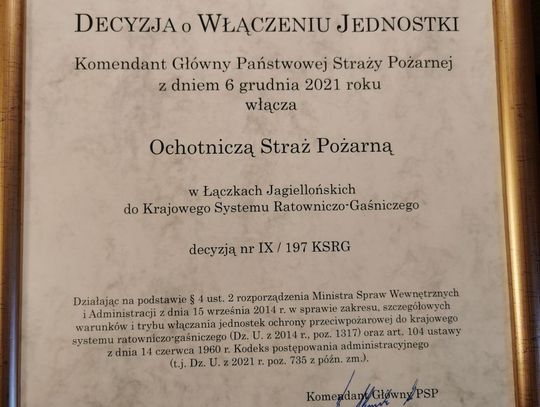 Decyzja o Włączeniu Jednostki
Komendant Główny Państwowej Straży Pożarnej
z dniem 6 grudnia 2021 roku
włącza
Ochotniczą Straż Pożarną
w Łączkach Jagiellońskich
do Krajowego Systemu Ratowniczo-Gaśniczego
decyzją nr IX / 197 KSRG
Działając na podstawie § 4 ust. 2 rozporządzenia Ministra Spraw Wewnętrznych
i Administracji z dnia 15 września 2014 r. w sprawie zakresu, szczegółowych
warunków i trybu włączania jednostek ochrony przeciwpożarowej do krajowego
systemu ratowniczo-gaśniczego (Dz. U. z 2014 r., poz. 1317) oraz art. 104 ustawy
z dnia 14 czerwca 1960 r. Kodeks postępowania administracyjnego
(t.j. Dz. U. z 2021 r. poz. 735 z późn. zm.).
Komendant Główny PSP